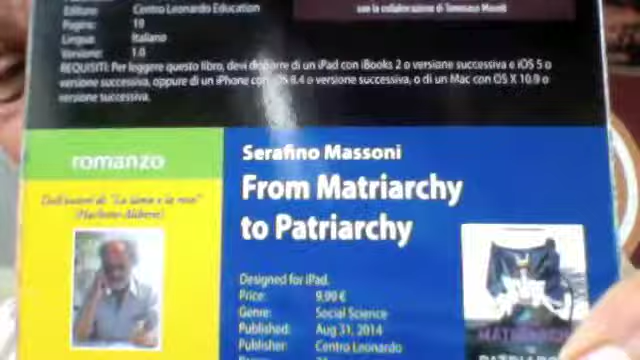 Editore: Centro Leonardo Education
Pagine: 19
Lingua: Italiano
Versione: 1.0
con la collaborazione di Tommaso
REQUISITI: Per leggere questo libro, devi disporre di un iPad con iBooks 2 o versione successiva e iOS 5 o
versione successiva, oppure di un iPhone con iOS 8.4 o versione successiva, o di un Mac con OS X 10.9 o
versione successiva.
romanzo
Dall'autore di "La lama e la rosa"
Serafino Massoni
From Matriarchy
to Patriarchy
Designed for iPad.
Price: 9,99 €
Genre: Social Science
Published: Aug 31, 2014
Publisher: Centro Leonardo
MATRIARCHY